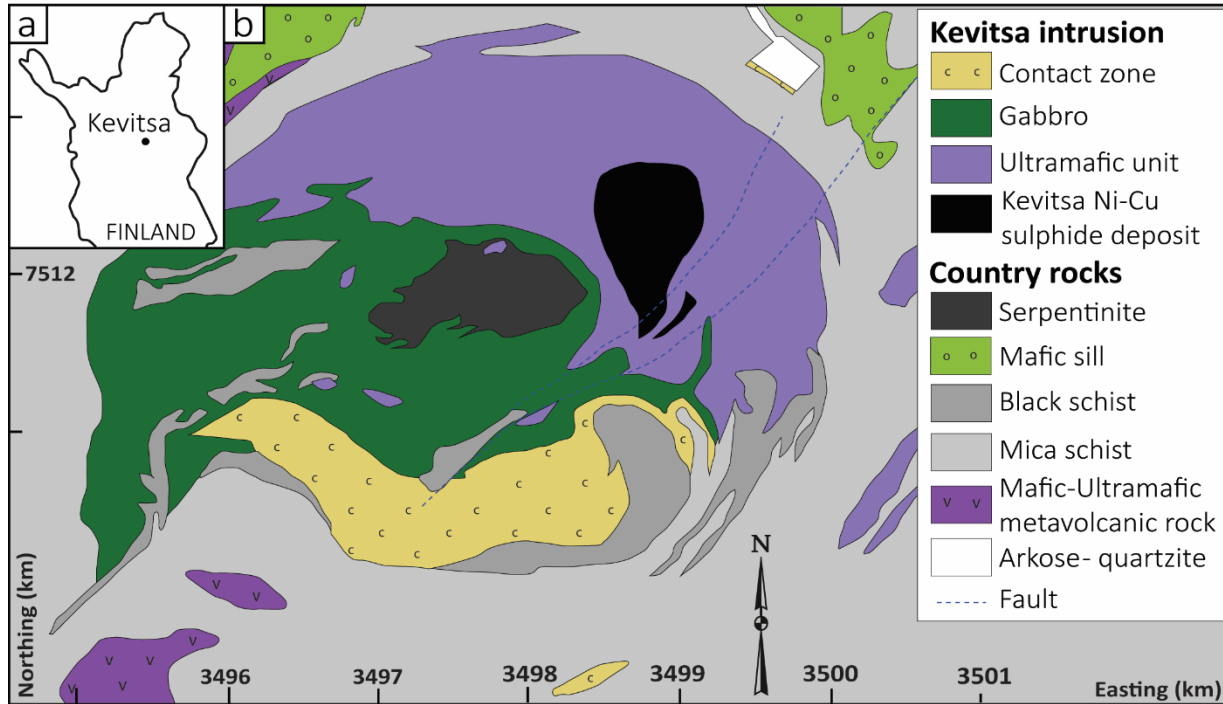 a
Kevitsa
FINLAND
b
Kevitsa intrusion
c c Contact zone
Gabbro
Ultramafic unit
Kevitsa Ni-Cu
sulphide deposit
Country rocks
Serpentinite
o o Mafic sill
Black schist
Mica schist
v v Mafic-Ultramafic
metavolcanic rock
Arkose- quartzite
Fault
7512
Northing (km)
N
3496
3497
3498
3499
3500
3501
Easting (km)